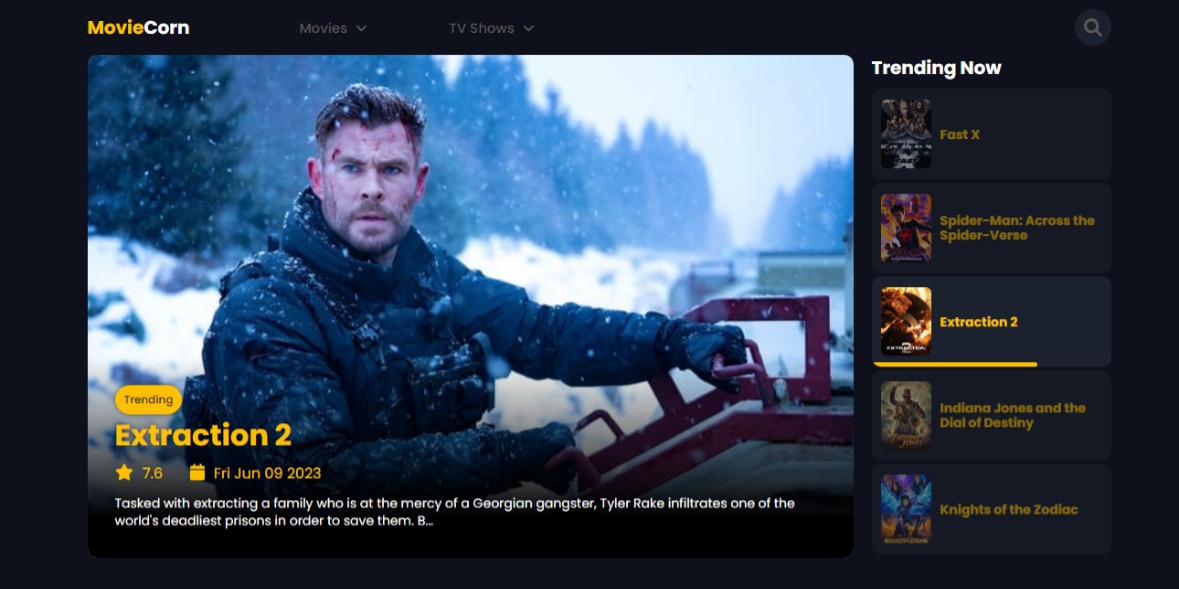 MovieCorn
Movies
TV Shows
Trending Now
Fast X
Spider-Man: Across the
Spider-Verse
Extraction 2
Indiana Jones and the
Dial of Destiny
Knights of the Zodiac
Trending
Extraction 2
7.6
Fri Jun 09 2023
Tasked with extracting a family who is at the mercy of a Georgian gangster, Tyler Rake infiltrates one of the
world's deadliest prisons in order to save them. B...